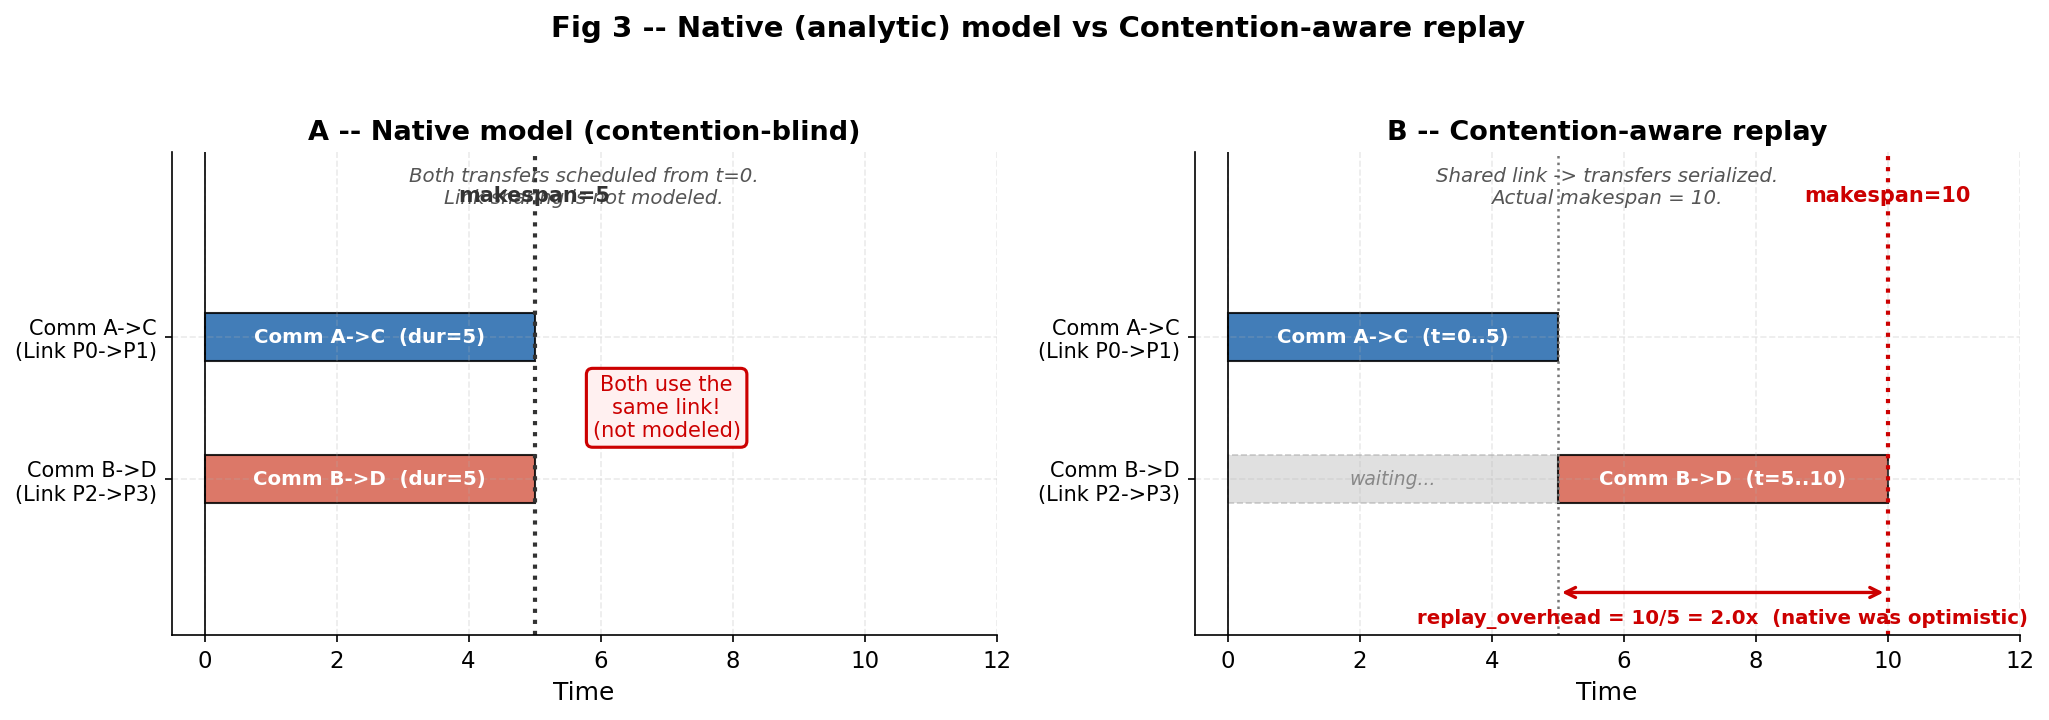 Fig 3 -- Native (analytic) model vs Contention-aware replay
A -- Native model (contention-blind)
Both transfers scheduled from t=0.
Link sharing is not modeled.
makespan=5
Comm A->C
(Link P0->P1)
Comm A->C  (dur=5)
Both use the
same link!
(not modeled)
Comm B->D
(Link P2->P3)
Comm B->D  (dur=5)
0 2 4 6 8 10 12
Time
B -- Contention-aware replay
Shared link -> transfers serialized.
Actual makespan = 10.
makespan=10
Comm A->C
(Link P0->P1)
Comm A->C  (t=0..5)
Comm B->D
(Link P2->P3)
waiting...
Comm B->D  (t=5..10)
replay_overhead = 10/5 = 2.0x  (native was optimistic)
0 2 4 6 8 10 12
Time